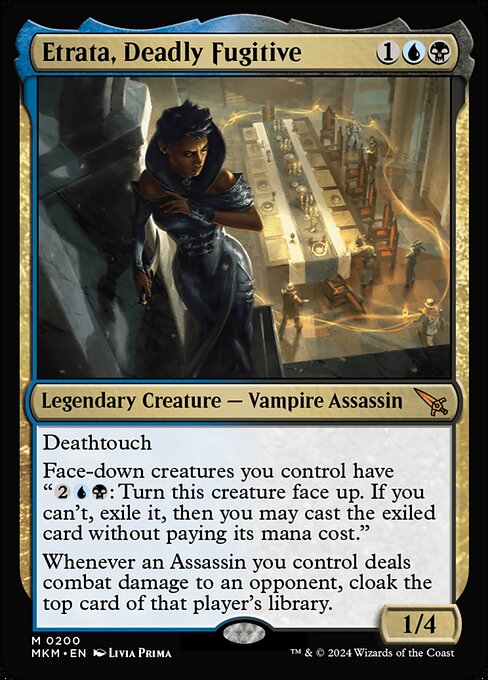 Etrata, Deadly Fugitive 1
Legendary Creature — Vampire Assassin
Deathtouch
Face-down creatures you control have
“2: Turn this creature face up. If you
can’t, exile it, then you may cast the exiled
card without paying its mana cost.”
Whenever an Assassin you control deals
combat damage to an opponent, cloak the
top card of that player’s library.
1/4
M 0200
MKM • EN Livia Prima
™ & © 2024 Wizards of the Coast